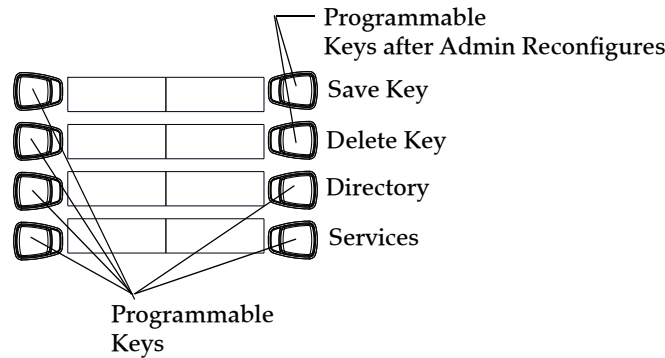 Programmable
Keys after Admin Reconfigures
Save Key
Delete Key
Directory
Services
Programmable
Keys